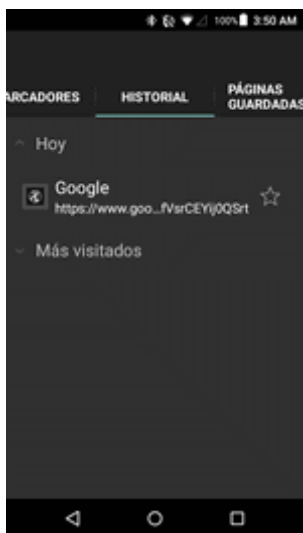 100% 3:50 AM
ARCADORES
HISTORIAL
PÁGINAS
GUARDADAS
Hoy
Google
https://www.goo...fVsrCEYij0QSrt
Más visitados